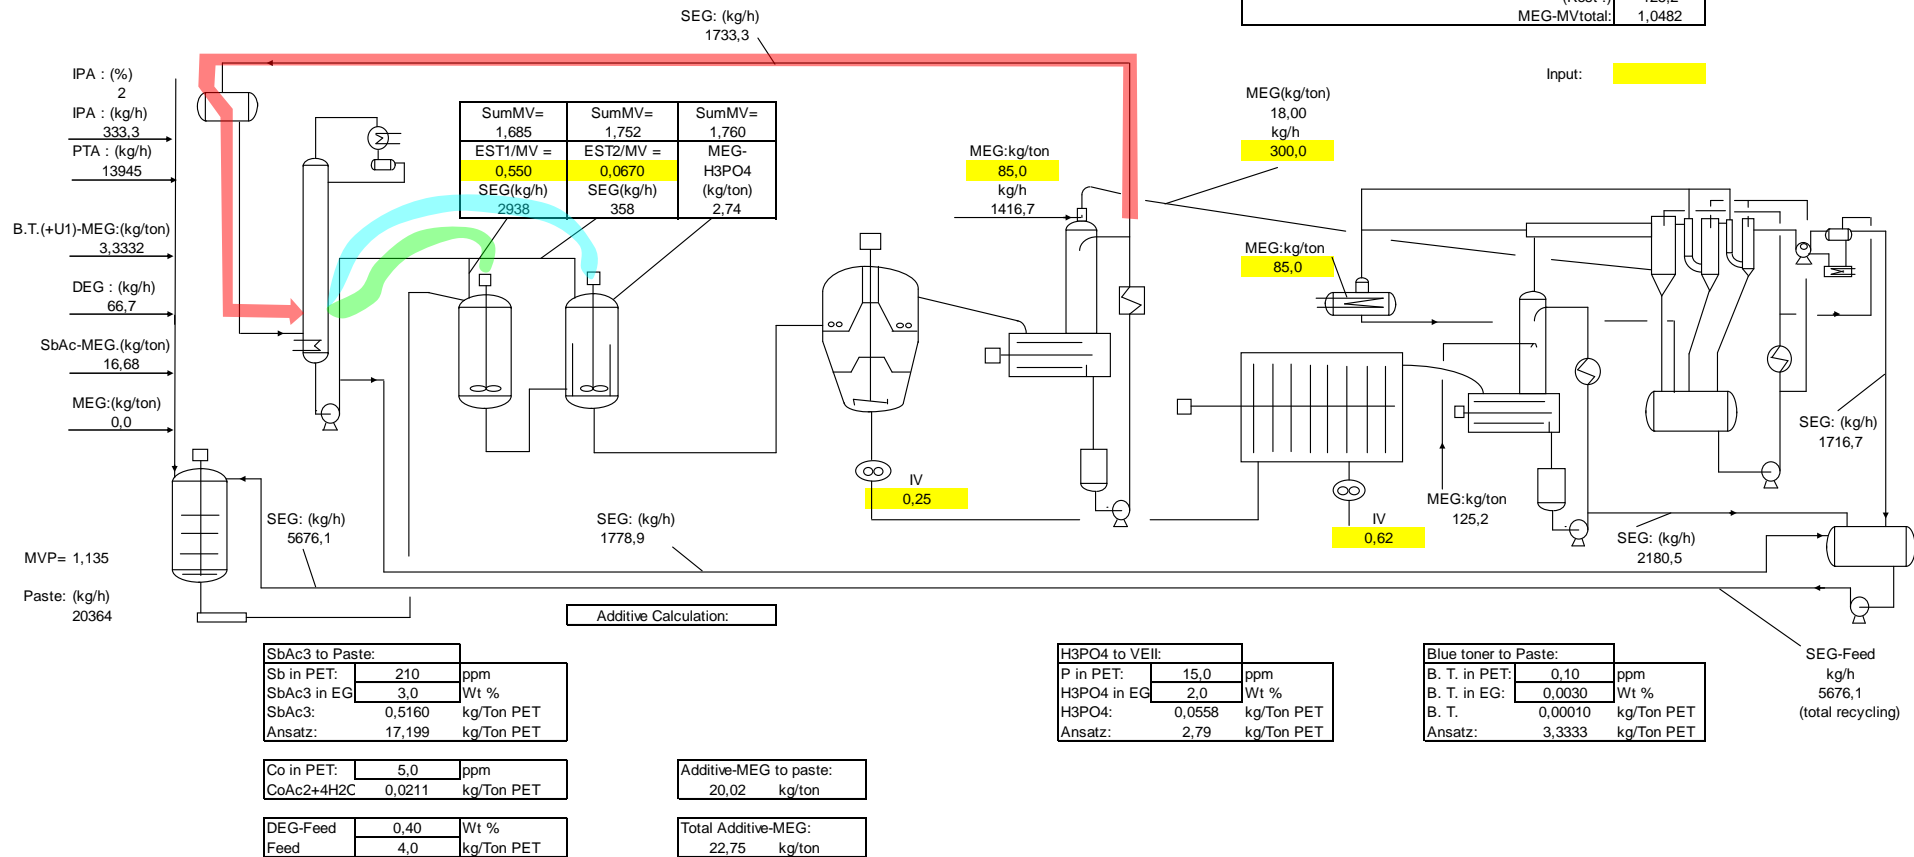 SEG: (kg/h)
1733,3
MEG-MVtotal: 1,0482
Input:
IPA : (%)
2
IPA : (kg/h)
333,3
PTA : (kg/h)
13945
B.T.(+U1)-MEG:(kg/ton)
3,3332
DEG : (kg/h)
66,7
SbAc-MEG.(kg/ton)
16,68
MEG:(kg/ton)
0,0
SumMV= SumMV= SumMV=
1,685 1,752 1,760
EST1/MV = EST2/MV = MEG-
0,550 0,0670 H3PO4
SEG(kg/h) SEG(kg/h) (kg/ton)
2938 358 2,74
MEG:kg/ton
85,0
kg/h
1416,7
MEG(kg/ton)
18,00
kg/h
300,0
MEG:kg/ton
85,0
SEG: (kg/h)
1716,7
IV
0,25
MEG:kg/ton
125,2
IV
0,62
SEG: (kg/h)
2180,5
SEG: (kg/h)
5676,1
SEG: (kg/h)
1778,9
MVP= 1,135
Paste: (kg/h)
20364
Additive Calculation:
SbAc3 to Paste:
Sb in PET: 210 ppm
SbAc3 in EG 3,0 Wt %
SbAc3: 0,5160 kg/Ton PET
Ansatz: 17,199 kg/Ton PET
H3PO4 to VEII:
P in PET: 15,0 ppm
H3PO4 in EG 2,0 Wt %
H3PO4: 0,0558 kg/Ton PET
Ansatz: 2,79 kg/Ton PET
Blue toner to Paste:
B. T. in PET: 0,10 ppm
B. T. in EG: 0,0030 Wt %
B. T. 0,00010 kg/Ton PET
Ansatz: 3,3333 kg/Ton PET
SEG-Feed
kg/h
5676,1
(total recycling)
Co in PET: 5,0 ppm
CoAc2+4H2C 0,0211 kg/Ton PET
Additive-MEG to paste:
20,02 kg/ton
DEG-Feed 0,40 Wt %
Feed 4,0 kg/Ton PET
Total Additive-MEG:
22,75 kg/ton